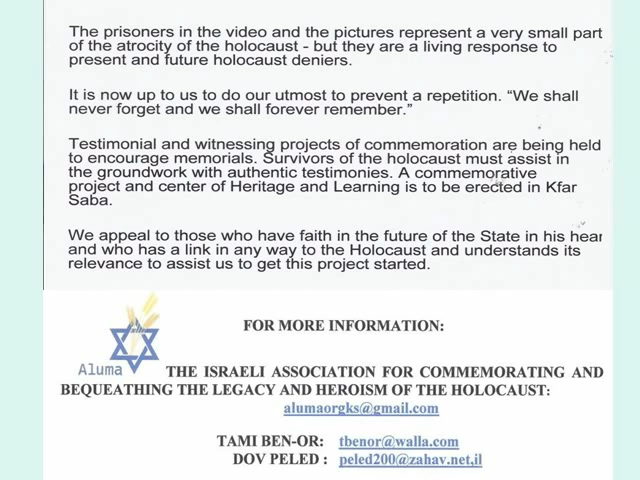 The prisoners in the video and the pictures represent a very small part
of the atrocity of the holocaust - but they are a living response to
present and future holocaust deniers.
It is now up to us to do our utmost to prevent a repetition. “We shall
never forget and we shall forever remember.”
Testimonial and witnessing projects of commemoration are being held
to encourage memorials. Survivors of the holocaust must assist in
the groundwork with authentic testimonies. A commemorative
project and center of Heritage and Learning is to be erected in Kfar
Saba.
We appeal to those who have faith in the future of the State in his hear
and who has a link in any way to the Holocaust and understands its
relevance to assist us to get this project started.
FOR MORE INFORMATION:
Aluma
THE ISRAELI ASSOCIATION FOR COMMEMORATING AND
BEQUEATHING THE LEGACY AND HEROISM OF THE HOLOCAUST:
alumaorgks@gmail.com
TAMI BEN-OR: tbenor@walla.com
DOV PELED : peled200@zahav.net,il